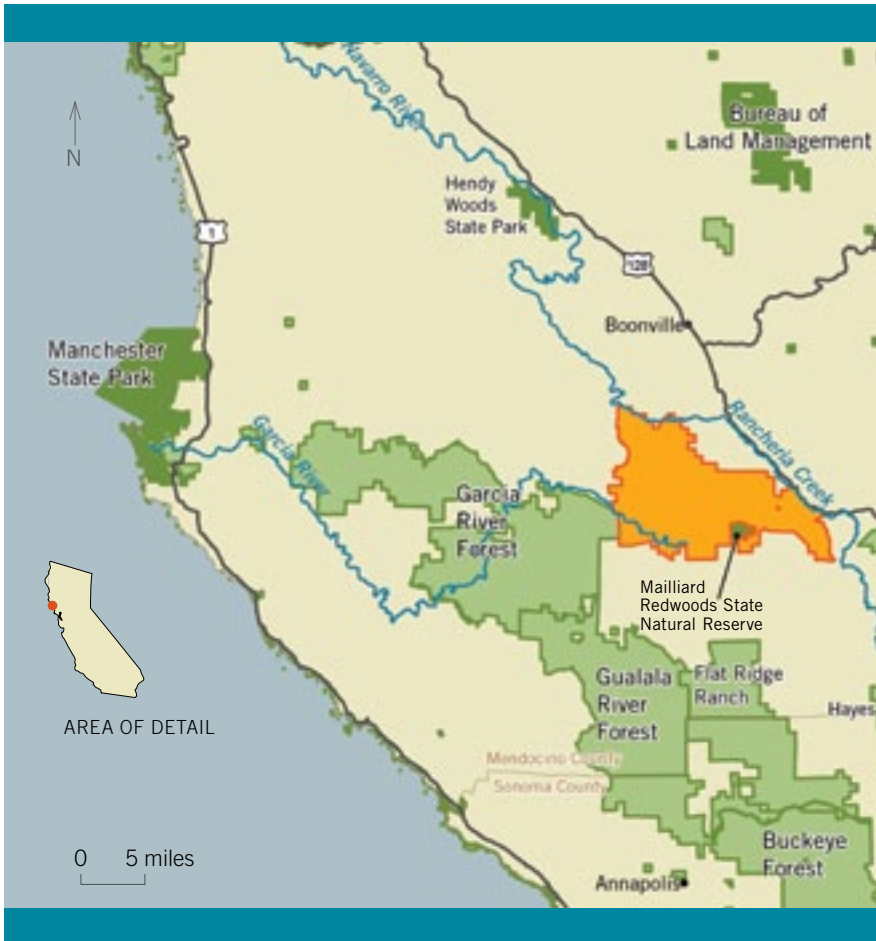 Navarro River
Bureau of
Land Management
N
Hendy
Woods
State Park
1
128
Boonville
Manchester
State Park
Rancheria Creek
Garcia River
Garcia
River
Forest
Mailliard
Redwoods State
Natural Reserve
Gualala
River
Forest
Flat Ridge
Ranch
Hayes
AREA OF DETAIL
Mendocino County
Sonoma County
0 5 miles
Buckeye
Forest
Annapolis